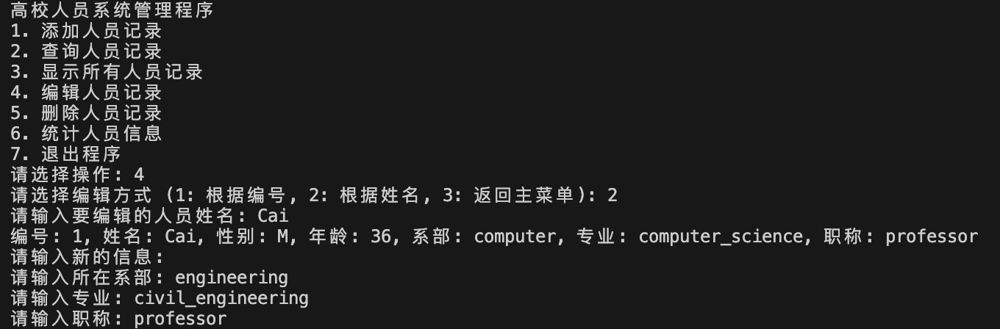 高校人员系统管理程序
1. 添加人员记录
2. 查询人员记录
3. 显示所有人员记录
4. 编辑人员记录
5. 删除人员记录
6. 统计人员信息
7. 退出程序
请选择操作: 4
请选择编辑方式 (1: 根据编号, 2: 根据姓名, 3: 返回主菜单): 2
请输入要编辑的人员姓名: Cai
编号: 1, 姓名: Cai, 性别: M, 年龄: 36, 系部: computer, 专业: computer_science, 职称: professor
请输入新的信息:
请输入所在系部: engineering
请输入专业: civil_engineering
请输入职称: professor